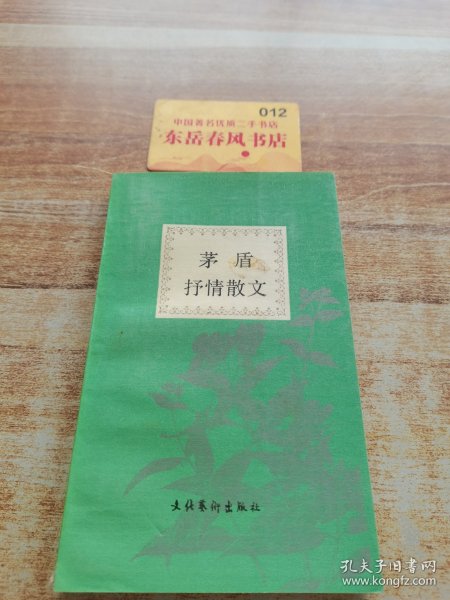 012
中国著名优质二手书店
东岳春风书店
茅盾
抒情散文
文化艺術出版社
孔夫子旧书网
www.kongfz.com